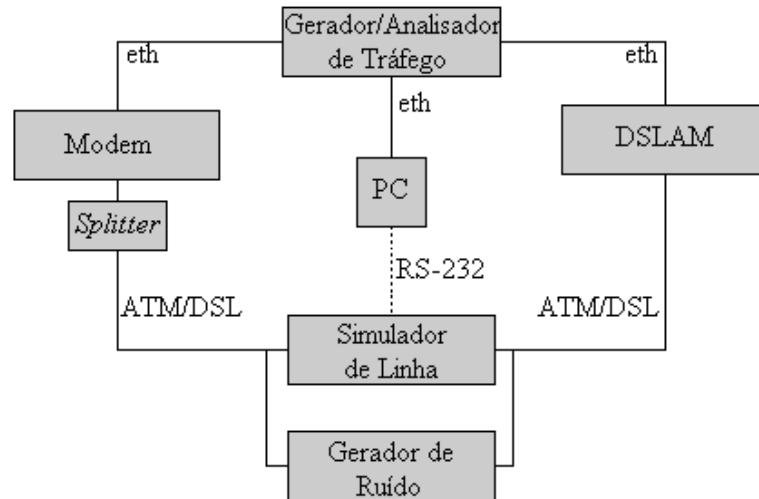 Gerador/Analisador
de Tráfego
eth
eth
eth
Modem
DSLAM
PC
Splitter
RS-232
ATM/DSL
ATM/DSL
Simulador
de Linha
Gerador de
Ruído